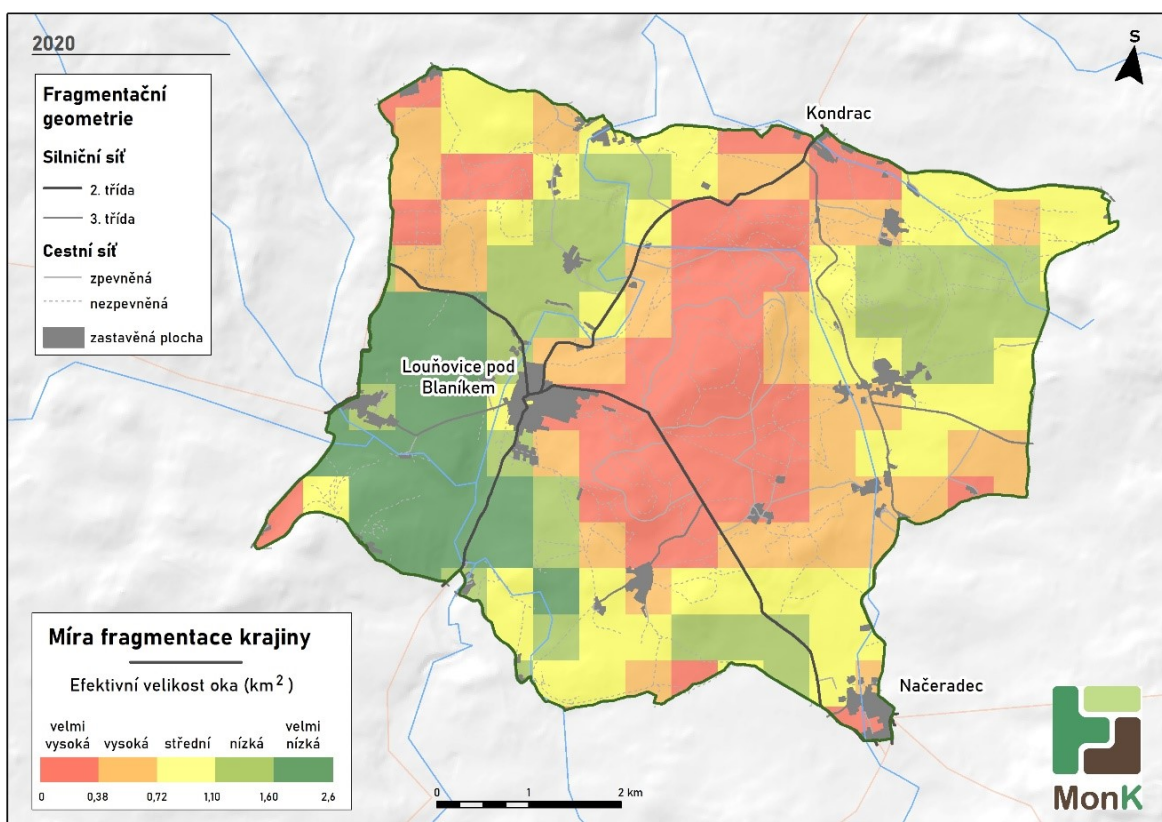 2020
S
Fragmentační
geometrie
Silniční síť
2. třída
3. třída
Cestní síť
zpevněná
nezpevněná
zastavěná plocha
Kondrac
Louňovice pod
Blaníkem
Načeradec
Míra fragmentace krajiny
Efektivní velikost oka (km²)
velmi vysoká vysoká střední nízká velmi nízká
0 0,38 0,72 1,10 1,60 2,6
0 1 2 km
MonK